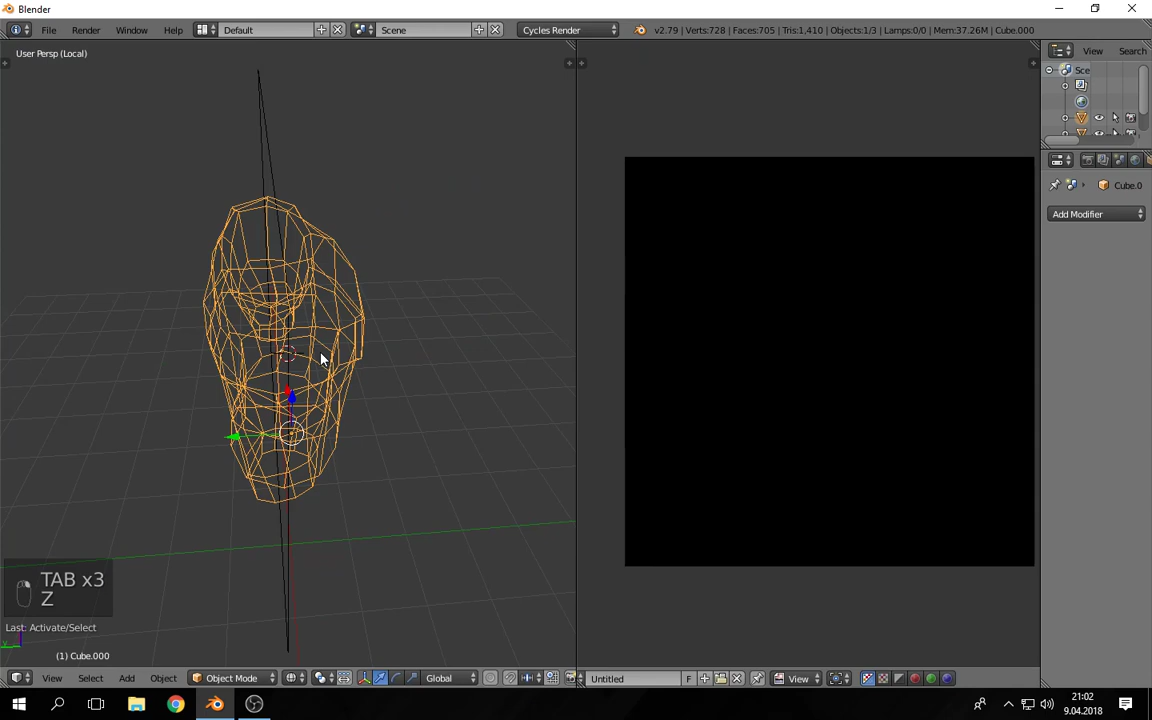 Blender
File Render Window Help Default Scene Cycles Render v2.79 | Verts:728 | Faces:705 | Tris:1,410 | Objects:1/3 | Lamps:0/0 | Mem:37.26M | Cube.000
User Persp (Local)
View Search
Sce
Cube.0
Add Modifier
TAB x3
Z
Last: Activate/Select
(1) Cube.000
View Select Add Object Object Mode Global Untitled F View
21:02
9.04.2018